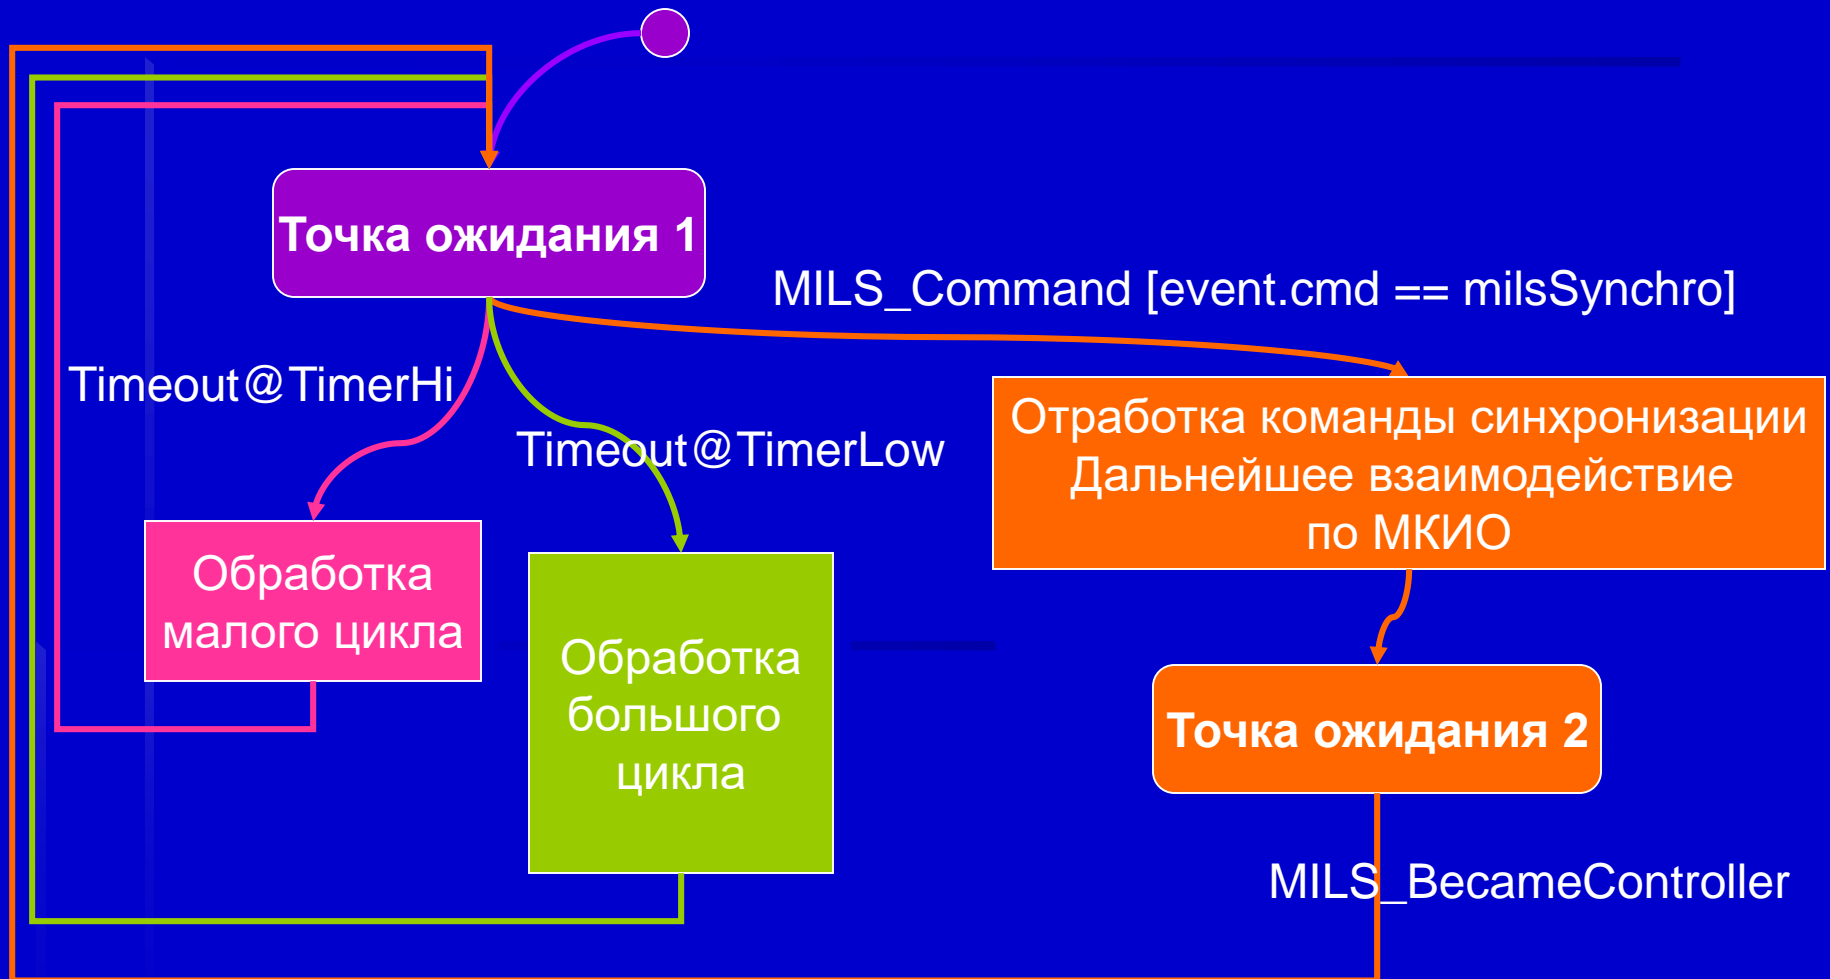 Точка ожидания 1
MILS_Command [event.cmd == milsSynchro]
Timeout@TimerHi
Timeout@TimerLow
Отработка команды синхронизации
Дальнейшее взаимодействие
по МКИО
Обработка
малого цикла
Обработка
большого
цикла
Точка ожидания 2
MILS_BecameController